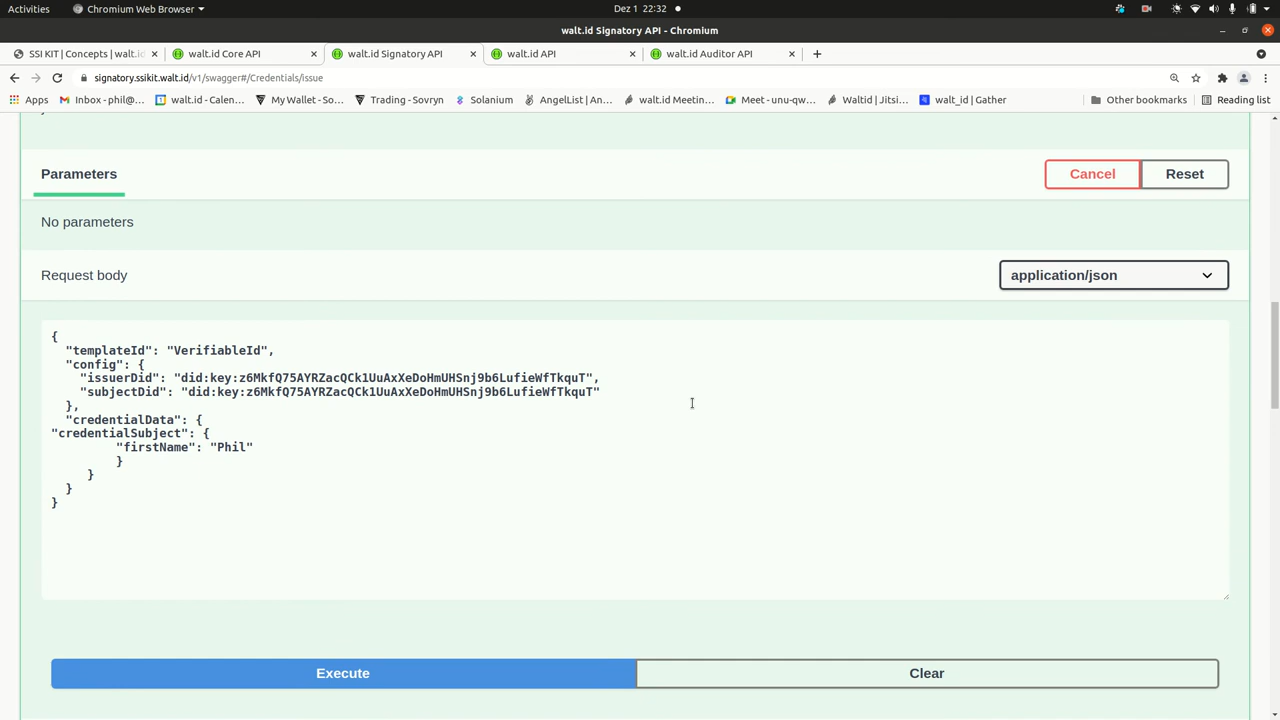 Activities
Chromium Web Browser
Dez 1 22:32
walt.id Signatory API - Chromium
SSI KIT | Concepts | walt.id
walt.id Core API
walt.id Signatory API
walt.id API
walt.id Auditor API
signatory.ssikit.walt.id/v1/swagger#/Credentials/issue
Apps
Inbox - phil@...
walt.id - Calen...
My Wallet - So...
Trading - Sovryn
Solanium
AngelList | An...
walt.id Meetin...
Meet - unu-qw...
Waltid | Jitsi...
walt_id | Gather
Other bookmarks
Reading list
Parameters
Cancel
Reset
No parameters
Request body
application/json
{
"templateId": "VerifiableId",
"config": {
"issuerDid": "did:key:z6MkfQ75AYRZacQCk1UuAxXeDoHmUHSnj9b6LufieWfTkquT",
"subjectDid": "did:key:z6MkfQ75AYRZacQCk1UuAxXeDoHmUHSnj9b6LufieWfTkquT"
},
"credentialData": {
"credentialSubject": {
"firstName": "Phil"
}
}
}
}
Execute
Clear